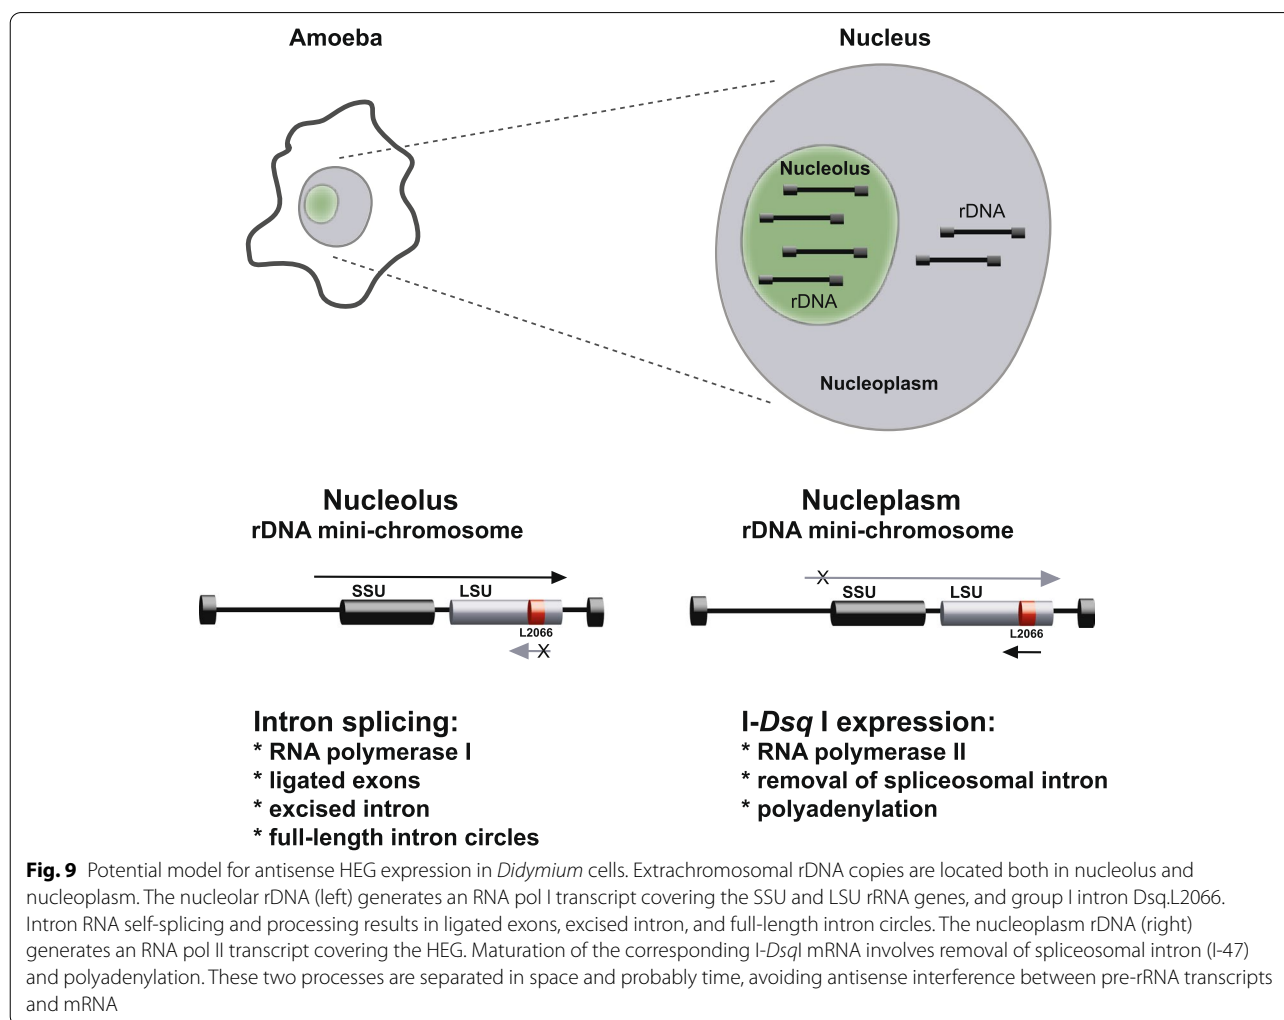 Amoeba
Nucleus
Nucleolus
rDNA
rDNA
Nucleoplasm
Nucleolus
rDNA mini-chromosome
SSU
LSU
L2066
X
Intron splicing:
* RNA polymerase I
* ligated exons
* excised intron
* full-length intron circles
Nucleplasm
rDNA mini-chromosome
X
SSU
LSU
L2066
I-Dsq I expression:
* RNA polymerase II
* removal of spliceosomal intron
* polyadenylation
Fig. 9 Potential model for antisense HEG expression in Didymium cells. Extrachromosomal rDNA copies are located both in nucleolus and
nucleoplasm. The nucleolar rDNA (left) generates an RNA pol I transcript covering the SSU and LSU rRNA genes, and group I intron Dsq.L2066.
Intron RNA self-splicing and processing results in ligated exons, excised intron, and full-length intron circles. The nucleoplasm rDNA (right)
generates an RNA pol II transcript covering the HEG. Maturation of the corresponding I-DsqI mRNA involves removal of spliceosomal intron (I-47)
and polyadenylation. These two processes are separated in space and probably time, avoiding antisense interference between pre-rRNA transcripts
and mRNA